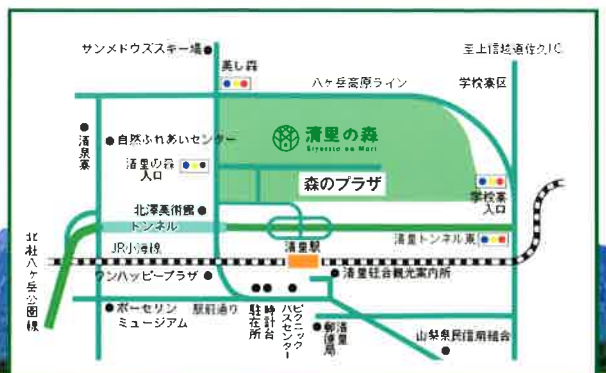 サンメドウズスキー場
至上信越道佐久I.C.
美し森
八ヶ岳高原ライン
学校寮区
自然ふれあいセンター
清里の森
Kiyosato no Mori
清泉寮
清里の森
入口
森のプラザ
学校寮
入口
北澤美術館
トンネル
清里トンネル東
北杜八ヶ岳公園線
JR小海線
清里駅
ワンハッピープラザ
清里駐在観光案内所
ポーセリン
ミュージアム
駅前通り
駐在所
時計台
ピクニック
バスセンター
清里
郵便局
山梨県民信用組合